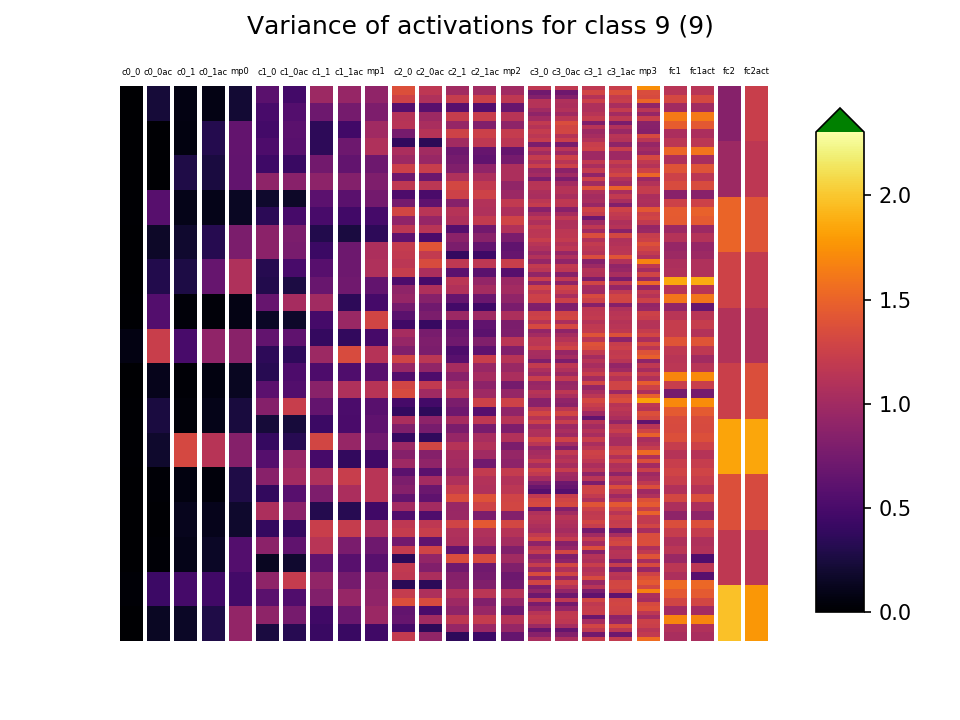 Variance of activations for class 9 (9)
c0_0 c0_0ac c0_1 c0_1ac mp0 c1_0 c1_0ac c1_1 c1_1ac mp1 c2_0 c2_0ac c2_1 c2_1ac mp2 c3_0 c3_0ac c3_1 c3_1ac mp3 fc1 fc1act fc2 fc2act
2.0
1.5
1.0
0.5
0.0